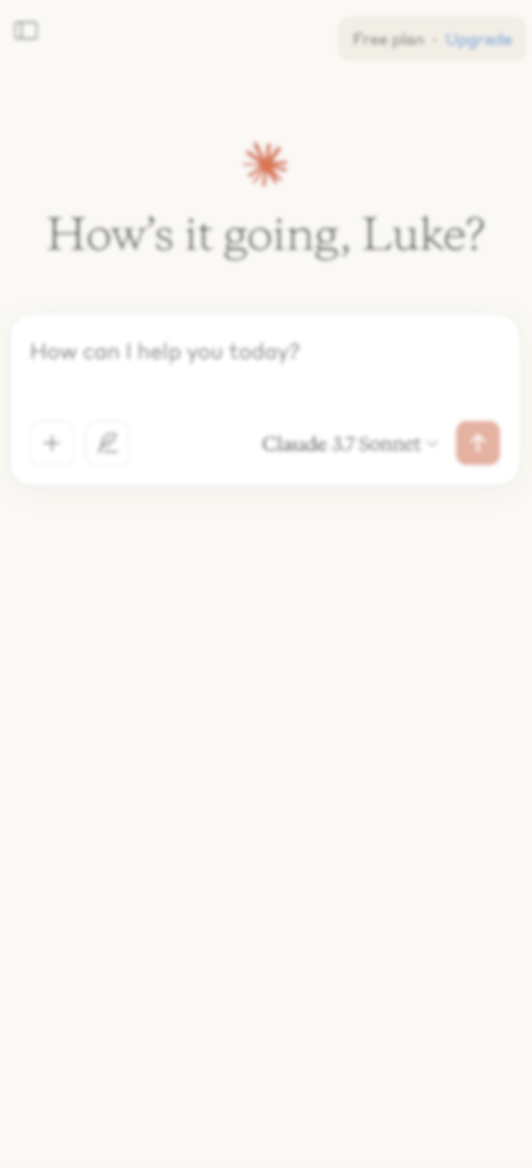 Free plan · Upgrade
How's it going, Luke?
How can I help you today?
Claude 3.7 Sonnet